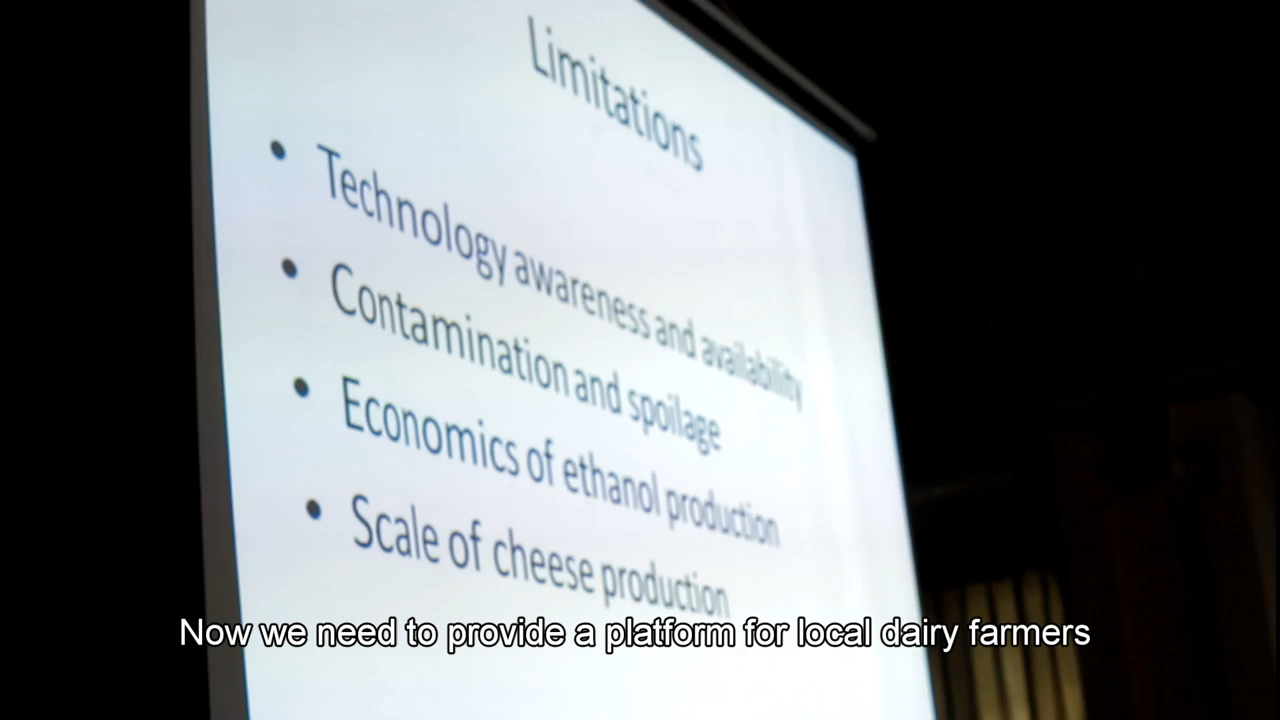 Limitations
• Technology awareness and availability
• Contamination and spoilage
• Economics of ethanol production
• Scale of cheese production
Now we need to provide a platform for local dairy farmers